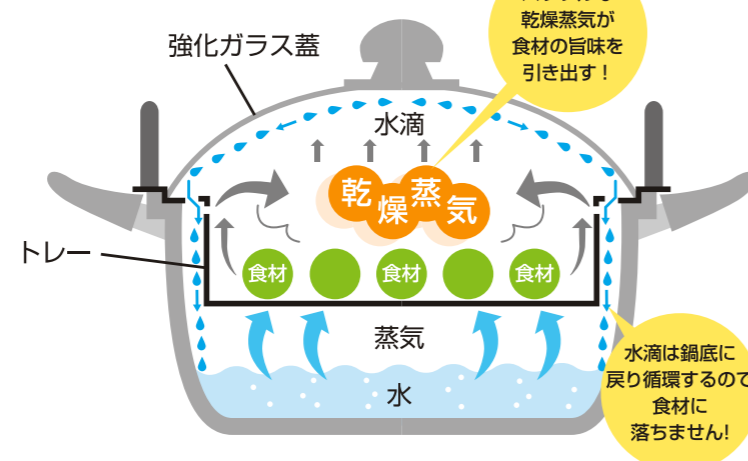 乾燥蒸気が
食材の旨味を
引き出す！
強化ガラス蓋
水滴
乾燥蒸気
トレー
食材
食材
食材
蒸気
水
水滴は鍋底に
戻り循環するので
食材に
落ちません!